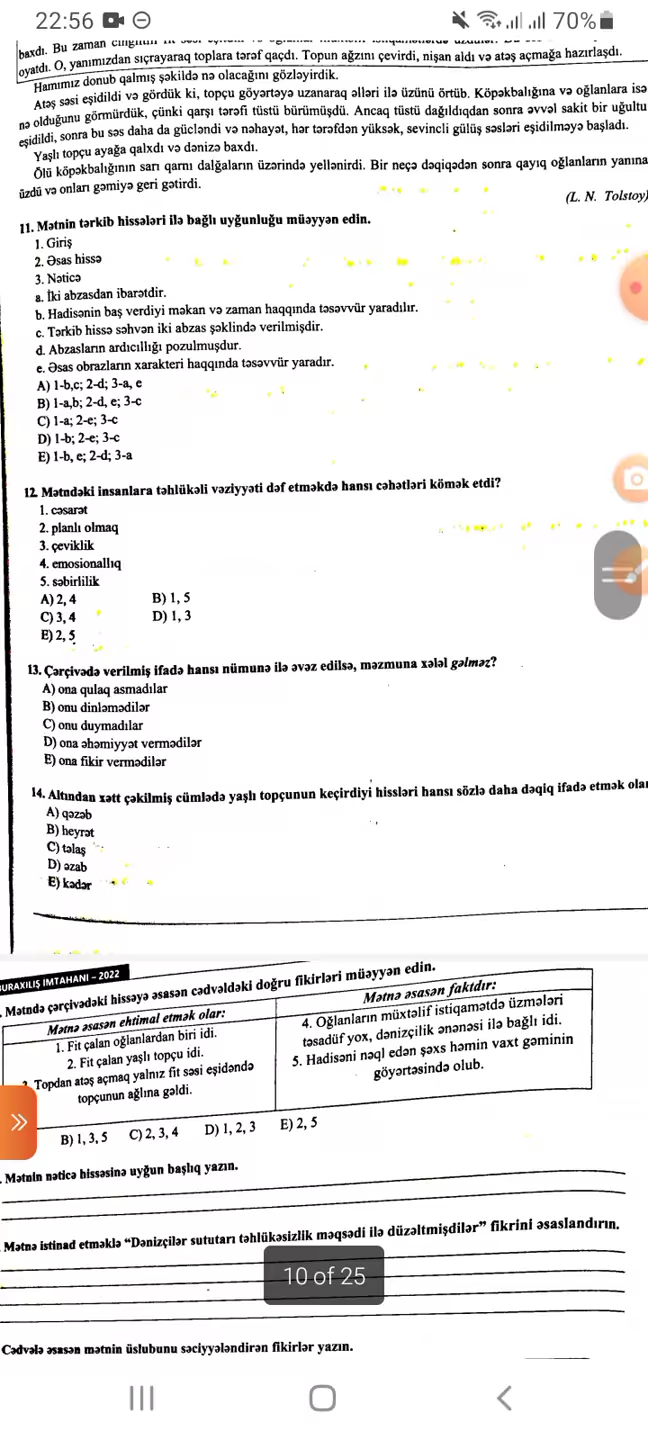 22:56 70%
baxdı. Bu zaman cingiltili fit səsi
oyatdı. O, yanımızdan sıçrayaraq toplara tərəf qaçdı. Topun ağzını çevirdi, nişan aldı və atəş açmağa hazırlaşdı.
Hamımız donub qalmış şəkildə nə olacağını gözləyirdik.
Atəş səsi eşidildi və gördük ki, topçu göyərtəyə uzanaraq əlləri ilə üzünü örtüb. Köpəkbalığına və oğlanlara isə
nə olduğunu görmürdük, çünki qarşı tərəfi tüstü bürümüşdü. Ancaq tüstü dağıldıqdan sonra əvvəl sakit bir uğultu
eşidildi, sonra bu səs daha da gücləndi və nəhayət, hər tərəfdən yüksək, sevincli gülüş səsləri eşidilməyə başladı.
Yaşlı topçu ayağa qalxdı və dənizə baxdı.
Ölü köpəkbalığının sarı qarnı dalğaların üzərində yellənirdi. Bir neçə dəqiqədən sonra qayıq oğlanların yanına
üzdü və onları gəmiyə geri gətirdi.
(L. N. Tolstoy)
11. Mətnin tərkib hissələri ilə bağlı uyğunluğu müəyyən edin.
1. Giriş
2. Əsas hissə
3. Nəticə
a. İki abzasdan ibarətdir.
b. Hadisənin baş verdiyi məkan və zaman haqqında təsəvvür yaradılır.
c. Tərkib hissə səhvən iki abzas şəklində verilmişdir.
d. Abzasların ardıcıllığı pozulmuşdur.
e. Əsas obrazların xarakteri haqqında təsəvvür yaradır.
A) 1-b,c; 2-d; 3-a, e
B) 1-a,b; 2-d, e; 3-c
C) 1-a; 2-e; 3-c
D) 1-b; 2-e; 3-c
E) 1-b, e; 2-d; 3-a
12. Mətndəki insanlara təhlükəli vəziyyəti dəf etməkdə hansı cəhətləri kömək etdi?
1. cəsarət
2. planlı olmaq
3. çeviklik
4. emosionallıq
5. səbirlilik
A) 2, 4 B) 1, 5
C) 3, 4 D) 1, 3
E) 2, 5
13. Çərçivədə verilmiş ifadə hansı nümunə ilə əvəz edilsə, məzmuna xələl gəlməz?
A) ona qulaq asmadılar
B) onu dinləmədilər
C) onu duymadılar
D) ona əhəmiyyət vermədilər
E) ona fikir vermədilər
14. Altından xətt çəkilmiş cümlədə yaşlı topçunun keçirdiyi hissləri hansı sözlə daha dəqiq ifadə etmək olar
A) qəzəb
B) heyrət
C) təlaş
D) əzab
E) kədər
BURAXILIŞ İMTAHANI – 2022
. Mətndə çərçivədəki hissəyə əsasən cədvəldəki doğru fikirləri müəyyən edin.
Mətnə əsasən ehtimal etmək olar:
1. Fit çalan oğlanlardan biri idi.
2. Fit çalan yaşlı topçu idi.
3. Topdan atəş açmaq yalnız fit səsi eşidəndə
topçunun ağlına gəldi.
Mətnə əsasən faktdır:
4. Oğlanların müxtəlif istiqamətdə üzmələri
təsadüf yox, dənizçilik ənənəsi ilə bağlı idi.
5. Hadisəni nəql edən şəxs həmin vaxt gəminin
göyərtəsində olub.
B) 1, 3, 5 C) 2, 3, 4 D) 1, 2, 3 E) 2, 5
. Mətnin nəticə hissəsinə uyğun başlıq yazın.
. Mətnə istinad etməklə “Dənizçilər sututarı təhlükəsizlik məqsədi ilə düzəltmişdilər” fikrini əsaslandırın.
10 of 25
Cədvələ əsasən mətnin üslubunu səciyyələndirən fikirlər yazın.